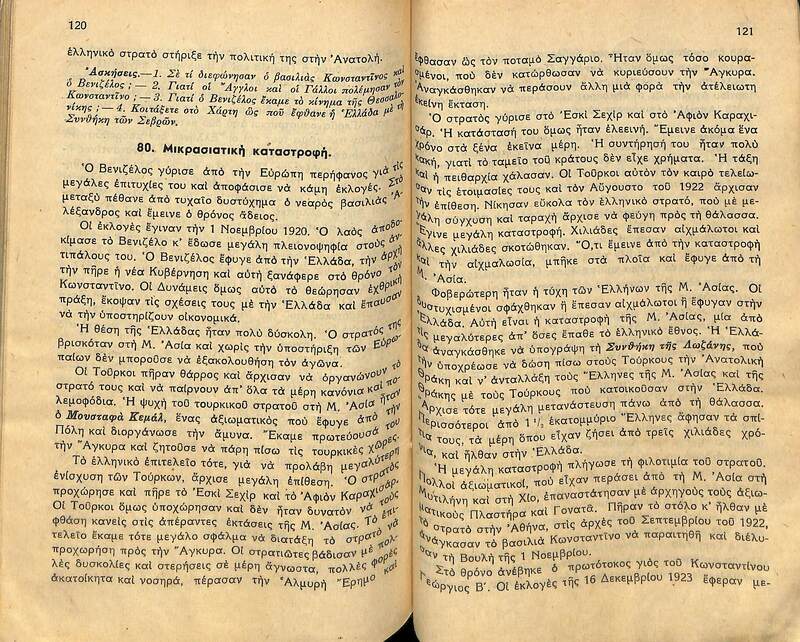 120
ἑλληνικὸ στρατὸ στήριξε τὴν πολιτική της στὴν Ἀνατολή.
Ἀσκήσεις.—1. Σὲ τί διεφώνησαν ὁ βασιλιὰς Κωνσταντῖνος καὶ
ὁ Βενιζέλος; — 2. Γιατί οἱ Ἄγγλοι καὶ οἱ Γάλλοι πολέμησαν τὸν
Κωνσταντῖνο; — 3. Γιατί ὁ Βενιζέλος ἔκαμε τὸ κίνημα τῆς Θεσσαλο-
νίκης;— 4. Κοιτάξετε στὸ Χάρτη ὡς ποῦ ἔφθανε ἡ Ἑλλάδα μὲ τὴ
Συνθήκη τῶν Σεβρῶν.
80. Μικρασιατικὴ καταστροφή.
Ὁ Βενιζέλος γύρισε ἀπὸ τὴν Εὐρώπη περήφανος γιὰ τὶς
μεγάλες ἐπιτυχίες του καὶ ἀποφάσισε νὰ κάμη ἐκλογές. Στὸ
μεταξὺ πέθανε ἀπὸ τυχαῖο δυστύχημα ὁ νεαρὸς βασιλιὰς Ἀ-
λέξανδρος καὶ ἔμεινε ὁ θρόνος ἄδειος.
Οἱ ἐκλογὲς ἔγιναν τὴν 1 Νοεμβρίου 1920. Ὁ λαὸς ἀποδο-
κίμασε τὸ Βενιζέλο κ' ἔδωσε μεγάλη πλειονοψηφία στοὺς ἀν-
τιπάλους του. Ὁ Βενιζέλος ἔφυγε ἀπὸ τὴν Ἑλλάδα, τὴν ἀρχὴ
τὴν πῆρε ἡ νέα Κυβέρνηση καὶ αὐτὴ ξανάφερε στὸ θρόνο τὸν
Κωνσταντῖνο. Οἱ Δυνάμεις ὅμως αὐτὸ τὸ θεώρησαν ἐχθρικὴ
πράξη, ἔκοψαν τὶς σχέσεις τους μὲ τὴν Ἑλλάδα καὶ ἔπαυσαν
νὰ τὴν ὑποστηρίζουν οἰκονομικά.
Ἡ θέση τῆς Ἑλλάδας ἦταν πολὺ δύσκολη. Ὁ στρατός της
βρισκόταν στὴ Μ. Ἀσία καὶ χωρὶς τὴν ὑποστήριξη τῶν Εὐρω-
παίων δὲν μποροῦσε νὰ ἐξακολουθήση τὸν ἀγῶνα.
Οἱ Τοῦρκοι πῆραν θάρρος καὶ ἄρχισαν νὰ ὀργανώνουν τὸ
στρατό τους καὶ νὰ παίρνουν ἀπ' ὅλα τὰ μέρη κανόνια καὶ πο-
λεμοφόδια. Ἡ ψυχὴ τοῦ τουρκικοῦ στρατοῦ στὴ Μ. Ἀσία ἦταν
ὁ Μουσταφὰ Κεμάλ, ἕνας ἀξιωματικὸς ποὺ ἔφυγε ἀπὸ τὴν
Πόλη καὶ διοργάνωσε τὴν ἄμυνα. Ἔκαμε πρωτεύουσά του
τὴν Ἄγκυρα καὶ ζητοῦσε νὰ πάρη πίσω τὶς τουρκικὲς χῶρες.
Τὸ ἑλληνικὸ ἐπιτελεῖο τότε, γιὰ νὰ προλάβη μεγαλύτερη
ἐνίσχυση τῶν Τούρκων, ἄρχισε μεγάλη ἐπίθεση. Ὁ στρατὸς
προχώρησε καὶ πῆρε τὸ Ἐσκὶ Σεχὶρ καὶ τὸ Ἀφιὸν Καραχισάρ.
Οἱ Τοῦρκοι ὅμως ὑποχώρησαν καὶ δὲν ἦταν δυνατὸν νὰ τοὺς
φθάση κανεὶς στὶς ἀπέραντες ἐκτάσεις τῆς Μ. Ἀσίας. Τὸ ἐπι-
τελεῖο ἔκαμε τότε μεγάλο σφάλμα νὰ διατάξη τὸ στρατὸ νὰ
προχωρήση πρὸς τὴν Ἄγκυρα. Οἱ στρατιῶτες βάδισαν μὲ πολ-
λὲς δυσκολίες καὶ στερήσεις σὲ μέρη ἄγνωστα, πολλὲς φορὲς
ἀκατοίκητα καὶ νοσηρά, πέρασαν τὴν Ἁλμυρὴ Ἔρημο καὶ
121
ἔφθασαν ὣς τὸν ποταμὸ Σαγγάριο. Ἦταν ὅμως τόσο κουρα-
σμένοι, ποὺ δὲν κατώρθωσαν νὰ κυριεύσουν τὴν Ἄγκυρα.
Ἀναγκάσθηκαν νὰ περάσουν ἄλλη μιὰ φορὰ τὴν ἀτέλειωτη
ἐκείνη ἔκταση.
Ὁ στρατὸς γύρισε στὸ Ἐσκὶ Σεχὶρ καὶ στὸ Ἀφιὸν Καραχι-
σάρ. Ἡ κατάστασή του ὅμως ἦταν ἐλεεινή. Ἔμεινε ἀκόμα ἕνα
χρόνο στὰ ξένα ἐκεῖνα μέρη. Ἡ συντήρησή του ἦταν πολὺ
κακή, γιατὶ τὸ ταμεῖο τοῦ κράτους δὲν εἶχε χρήματα. Ἡ τάξη
καὶ ἡ πειθαρχία χάλασαν. Οἱ Τοῦρκοι αὐτὸν τὸν καιρὸ τελείω-
σαν τὶς ἑτοιμασίες τους καὶ τὸν Αὔγουστο τοῦ 1922 ἄρχισαν
τὴν ἐπίθεση. Νίκησαν εὔκολα τὸν ἑλληνικὸ στρατό, ποὺ μὲ με-
γάλη σύγχυση καὶ ταραχὴ ἄρχισε νὰ φεύγη πρὸς τὴ θάλασσα.
Ἔγινε μεγάλη καταστροφή. Χιλιάδες ἔπεσαν αἰχμάλωτοι καὶ
ἄλλες χιλιάδες σκοτώθηκαν. Ὅ,τι ἔμεινε ἀπὸ τὴν καταστροφὴ
καὶ τὴν αἰχμαλωσία, μπῆκε στὰ πλοῖα καὶ ἔφυγε ἀπὸ τὴ
Μ. Ἀσία.
Φοβερώτερη ἦταν ἡ τύχη τῶν Ἑλλήνων τῆς Μ. Ἀσίας. Οἱ
δυστυχισμένοι σφάχθηκαν ἢ ἔπεσαν αἰχμάλωτοι ἢ ἔφυγαν στὴν
Ἑλλάδα. Αὐτὴ εἶναι ἡ καταστροφὴ τῆς Μ. Ἀσίας, μία ἀπὸ
τὶς μεγαλύτερες ἀπ' ὅσες ἔπαθε τὸ ἑλληνικὸ ἔθνος. Ἡ Ἑλλά-
δα ἀναγκάσθηκε νὰ ὑπογράψη τὴ Συνθήκη τῆς Λωζάνης, ποὺ
τὴν ὑποχρέωσε νὰ δώση πίσω στοὺς Τούρκους τὴν Ἀνατολικὴ
Θράκη καὶ ν' ἀνταλλάξη τοὺς Ἕλληνες τῆς Μ. Ἀσίας καὶ τῆς
Θράκης μὲ τοὺς Τούρκους ποὺ κατοικοῦσαν στὴν Ἑλλάδα.
Ἄρχισε τότε μεγάλη μετανάστευση πάνω ἀπὸ τὴ θάλασσα.
Περισσότεροι ἀπὸ 1 1/2 ἑκατομμύριο Ἕλληνες ἄφησαν τὰ σπί-
τια τους, τὰ μέρη ὅπου εἶχαν ζήσει ἀπὸ τρεῖς χιλιάδες χρό-
νια, καὶ ἦλθαν στὴν Ἑλλάδα.
Ἡ μεγάλη καταστροφὴ πλήγωσε τὴ φιλοτιμία τοῦ στρατοῦ.
Πολλοὶ ἀξιωματικοί, ποὺ εἶχαν περάσει ἀπὸ τὴ Μ. Ἀσία στὴ
Μυτιλήνη καὶ στὴ Χίο, ἐπαναστάτησαν μὲ ἀρχηγοὺς τοὺς ἀξιω-
ματικοὺς Πλαστήρα καὶ Γονατᾶ. Πῆραν τὸ στόλο κ' ἦλθαν μὲ
τὸ στρατὸ στὴν Ἀθήνα, στὶς ἀρχὲς τοῦ Σεπτεμβρίου τοῦ 1922,
ἀνάγκασαν τὸ βασιλιὰ Κωνσταντῖνο νὰ παραιτηθῆ καὶ διέλυ-
σαν τὴ Βουλὴ τῆς 1 Νοεμβρίου.
Στὸ θρόνο ἀνέβηκε ὁ πρωτότοκος γιὸς τοῦ Κωνσταντίνου
Γεώργιος Β΄. Οἱ ἐκλογὲς τῆς 16 Δεκεμβρίου 1923 ἔφεραν με-